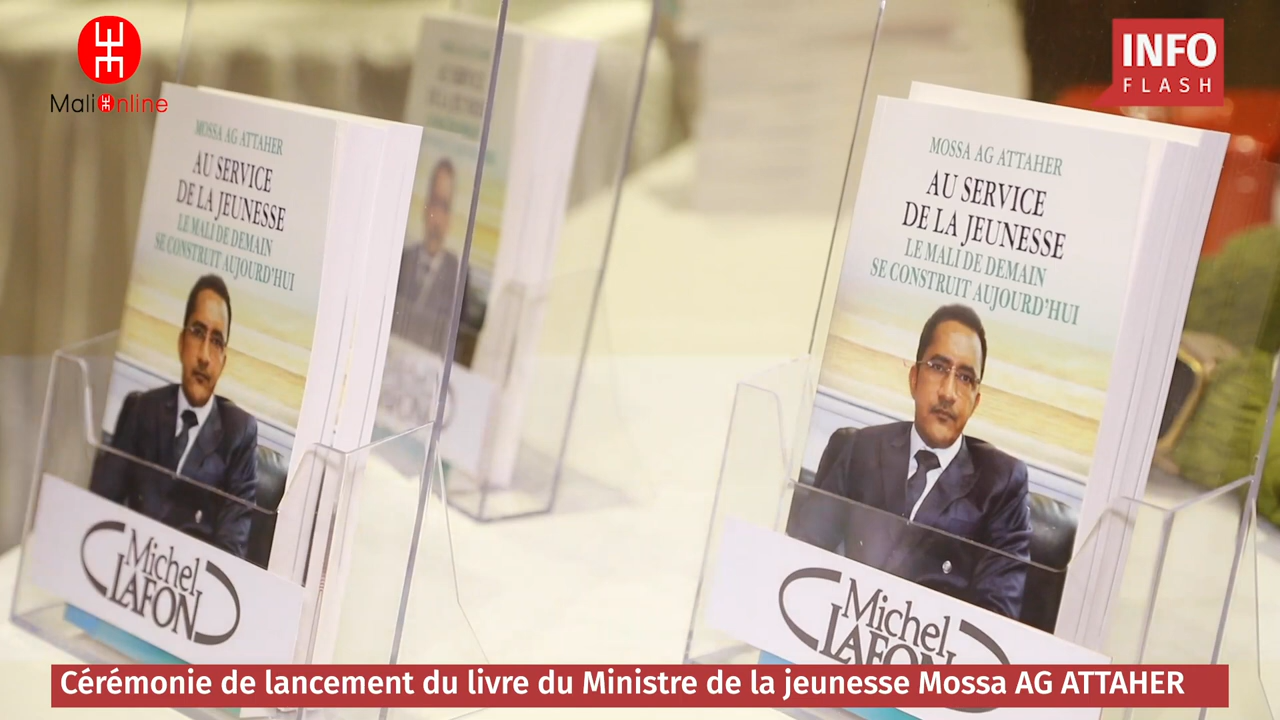 MaliOnline
INFO
FLASH
MOSSA AG ATTAHER
AU SERVICE
DE LA JEUNESSE
LE MALI DE DEMAIN
SE CONSTRUIT AUJOURD'HUI
Michel
LAFON
MOSSA AG ATTAHER
AU SERVICE
DE LA JEUNESSE
LE MALI DE DEMAIN
SE CONSTRUIT AUJOURD'HUI
Michel
LAFON
Cérémonie de lancement du livre du Ministre de la jeunesse Mossa AG ATTAHER